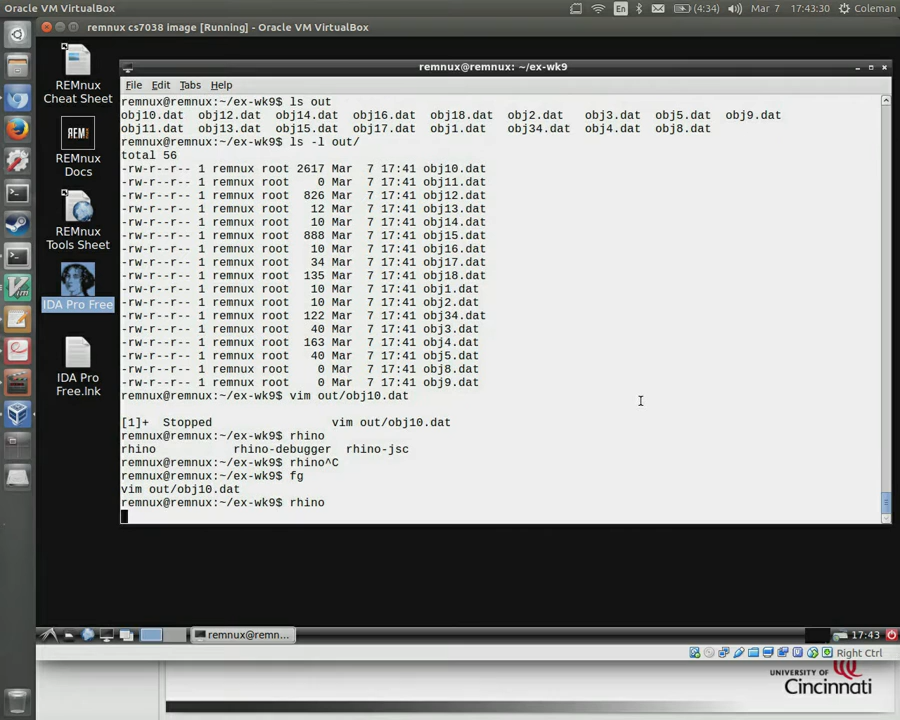 Oracle VM VirtualBox
En
(4:34)
Mar 7
17:43:30
Coleman
remnux cs7038 image [Running] - Oracle VM VirtualBox
REMnux
Cheat Sheet
REM
REMnux
Docs
REMnux
Tools Sheet
IDA Pro Free
IDA Pro
Free.lnk
remnux@remnux: ~/ex-wk9
File Edit Tabs Help
remnux@remnux:~/ex-wk9$ ls out
obj10.dat obj12.dat obj14.dat obj16.dat obj18.dat obj2.dat obj3.dat obj5.dat obj9.dat
obj11.dat obj13.dat obj15.dat obj17.dat obj1.dat obj34.dat obj4.dat obj8.dat
remnux@remnux:~/ex-wk9$ ls -l out/
total 56
-rw-r--r-- 1 remnux root 2617 Mar 7 17:41 obj10.dat
-rw-r--r-- 1 remnux root 0 Mar 7 17:41 obj11.dat
-rw-r--r-- 1 remnux root 826 Mar 7 17:41 obj12.dat
-rw-r--r-- 1 remnux root 12 Mar 7 17:41 obj13.dat
-rw-r--r-- 1 remnux root 10 Mar 7 17:41 obj14.dat
-rw-r--r-- 1 remnux root 888 Mar 7 17:41 obj15.dat
-rw-r--r-- 1 remnux root 10 Mar 7 17:41 obj16.dat
-rw-r--r-- 1 remnux root 34 Mar 7 17:41 obj17.dat
-rw-r--r-- 1 remnux root 135 Mar 7 17:41 obj18.dat
-rw-r--r-- 1 remnux root 10 Mar 7 17:41 obj1.dat
-rw-r--r-- 1 remnux root 10 Mar 7 17:41 obj2.dat
-rw-r--r-- 1 remnux root 122 Mar 7 17:41 obj34.dat
-rw-r--r-- 1 remnux root 40 Mar 7 17:41 obj3.dat
-rw-r--r-- 1 remnux root 163 Mar 7 17:41 obj4.dat
-rw-r--r-- 1 remnux root 40 Mar 7 17:41 obj5.dat
-rw-r--r-- 1 remnux root 0 Mar 7 17:41 obj8.dat
-rw-r--r-- 1 remnux root 0 Mar 7 17:41 obj9.dat
remnux@remnux:~/ex-wk9$ vim out/obj10.dat
[1]+ Stopped vim out/obj10.dat
remnux@remnux:~/ex-wk9$ rhino
rhino rhino-debugger rhino-jsc
remnux@remnux:~/ex-wk9$ rhino^C
remnux@remnux:~/ex-wk9$ fg
vim out/obj10.dat
remnux@remnux:~/ex-wk9$ rhino
remnux@remn...
17:43
Right Ctrl
UNIVERSITY OF
Cincinnati